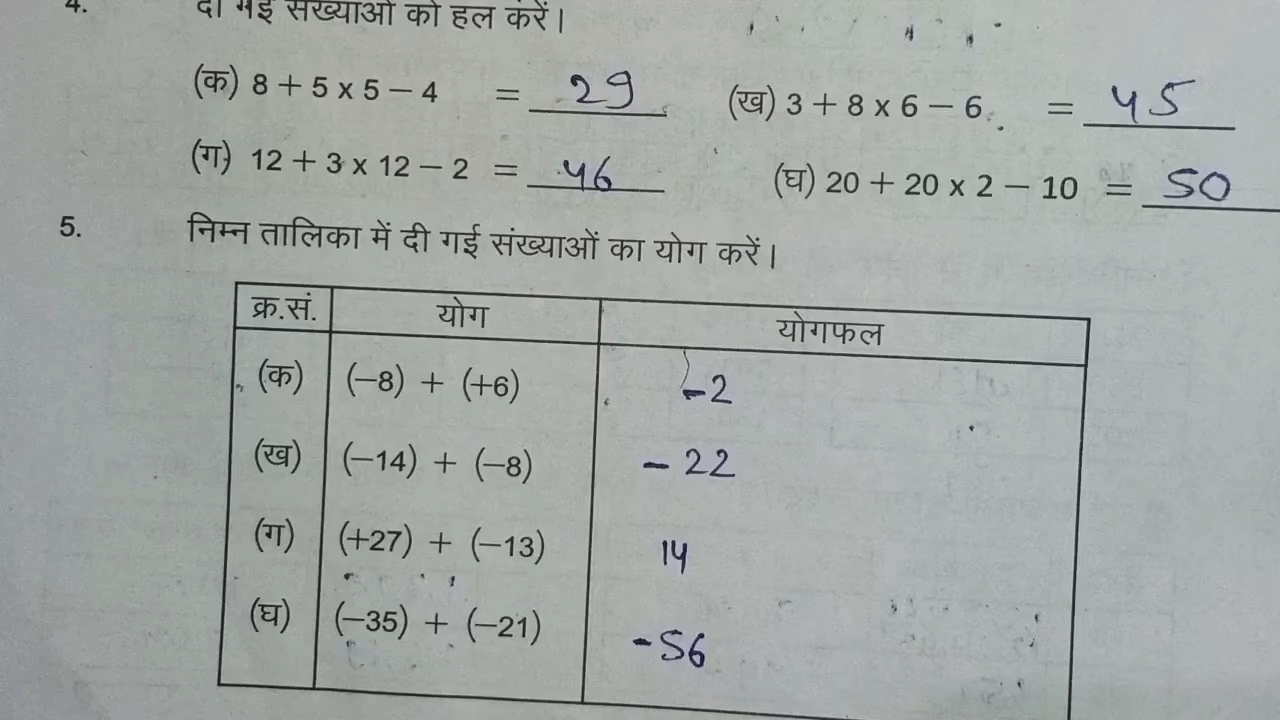 4. दी गई संख्याओं को हल करें।
(क) 8 + 5 x 5 – 4 = 29 (ख) 3 + 8 x 6 – 6 = 45
(ग) 12 + 3 x 12 – 2 = 46 (घ) 20 + 20 x 2 – 10 = 50
5. निम्न तालिका में दी गई संख्याओं का योग करें।
क्र.सं. योग योगफल
(क) (–8) + (+6) -2
(ख) (–14) + (–8) - 22
(ग) (+27) + (–13) 14
(घ) (–35) + (–21) -56